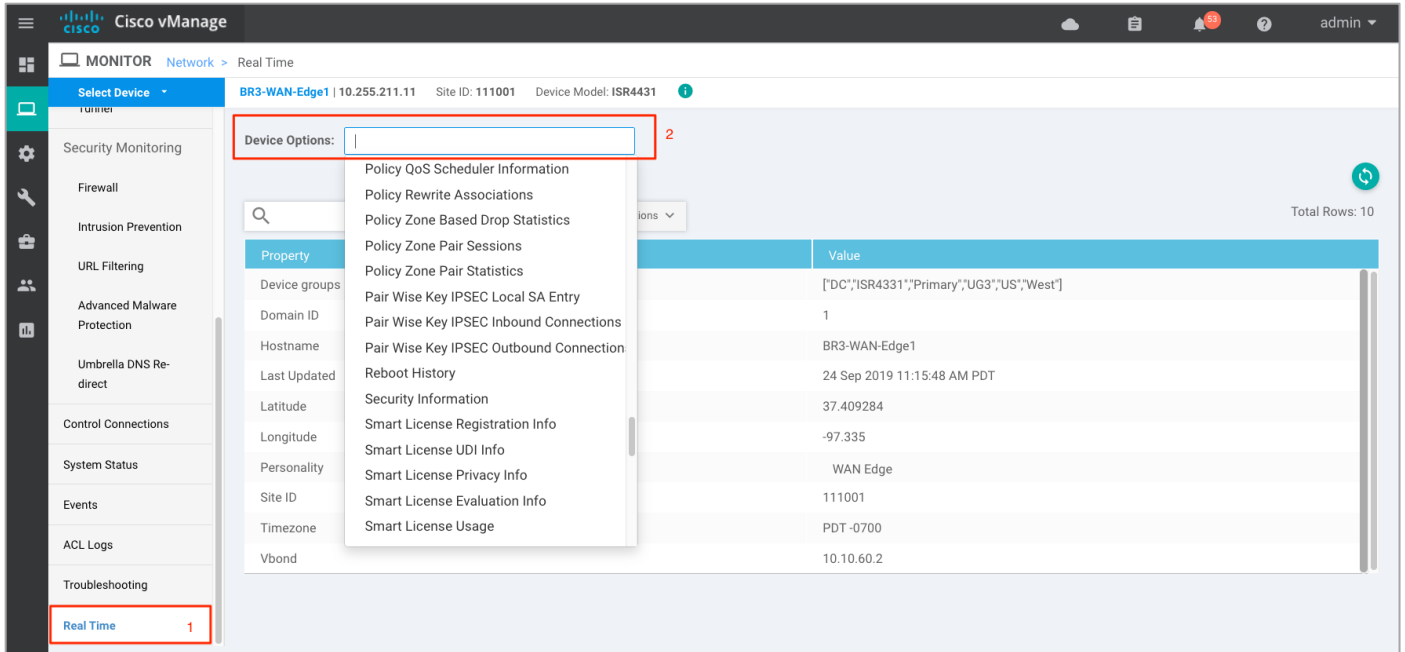 cisco Cisco vManage
53
admin
MONITOR Network > Real Time
Select Device
BR3-WAN-Edge1 | 10.255.211.11 Site ID: 111001 Device Model: ISR4431 i
Tunnel
Security Monitoring
Firewall
Intrusion Prevention
URL Filtering
Advanced Malware
Protection
Umbrella DNS Re-
direct
Control Connections
System Status
Events
ACL Logs
Troubleshooting
Real Time 1
Device Options: 2
Policy QoS Scheduler Information
Policy Rewrite Associations
Policy Zone Based Drop Statistics
Policy Zone Pair Sessions
Policy Zone Pair Statistics
Pair Wise Key IPSEC Local SA Entry
Pair Wise Key IPSEC Inbound Connections
Pair Wise Key IPSEC Outbound Connection
Reboot History
Security Information
Smart License Registration Info
Smart License UDI Info
Smart License Privacy Info
Smart License Evaluation Info
Smart License Usage
ions
Total Rows: 10
Property Value
Device groups ["DC","ISR4331","Primary","UG3","US","West"]
Domain ID 1
Hostname BR3-WAN-Edge1
Last Updated 24 Sep 2019 11:15:48 AM PDT
Latitude 37.409284
Longitude -97.335
Personality WAN Edge
Site ID 111001
Timezone PDT -0700
Vbond 10.10.60.2